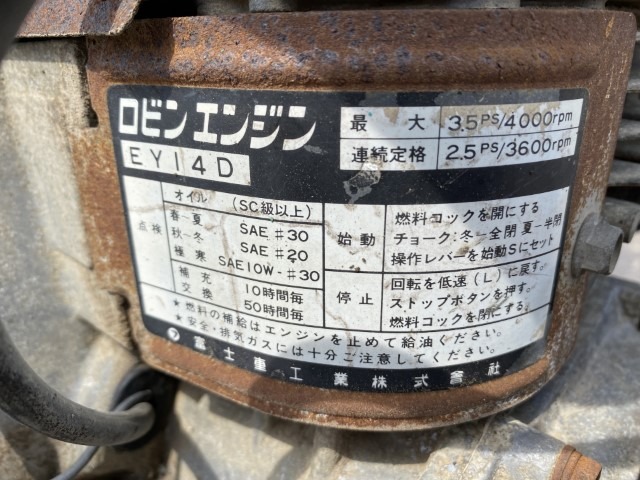 ロビンエンジン
EY14D
最大 3.5PS/4000rpm
連続定格 2.5PS/3600rpm
点検
オイル (SC級以上)
春-夏 SAE #30
秋-冬 SAE #20
極寒 SAE10W-#30
補充 10時間毎
交換 50時間毎
始動
燃料コックを開にする
チョーク:冬-全閉 夏-半閉
操作レバーを始動Sにセット
停止
回転を低速(L)に戻す。
ストップボタンを押す。
燃料コックを閉にする。
★燃料の補給はエンジンを止めて給油ください。
★安全・排気ガスには十分ご注意してください。
富士重工業株式會社